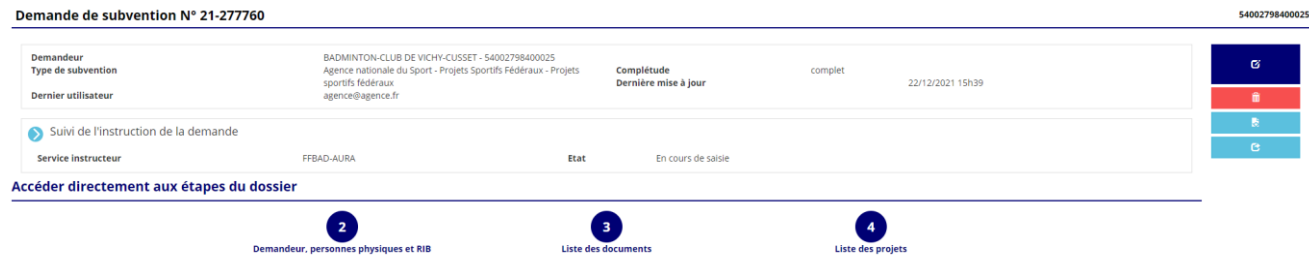 Demande de subvention N° 21-277760
54002798400025
Demandeur BADMINTON-CLUB DE VICHY-CUSSET - 54002798400025
Type de subvention Agence nationale du Sport - Projets Sportifs Fédéraux - Projets sportifs fédéraux
Complétude complet
Dernière mise à jour 22/12/2021 15h39
Dernier utilisateur agence@agence.fr
Suivi de l'instruction de la demande
Service instructeur FFBAD-AURA Etat En cours de saisie
Accéder directement aux étapes du dossier
2 3 4
Demandeur, personnes physiques et RIB Liste des documents Liste des projets